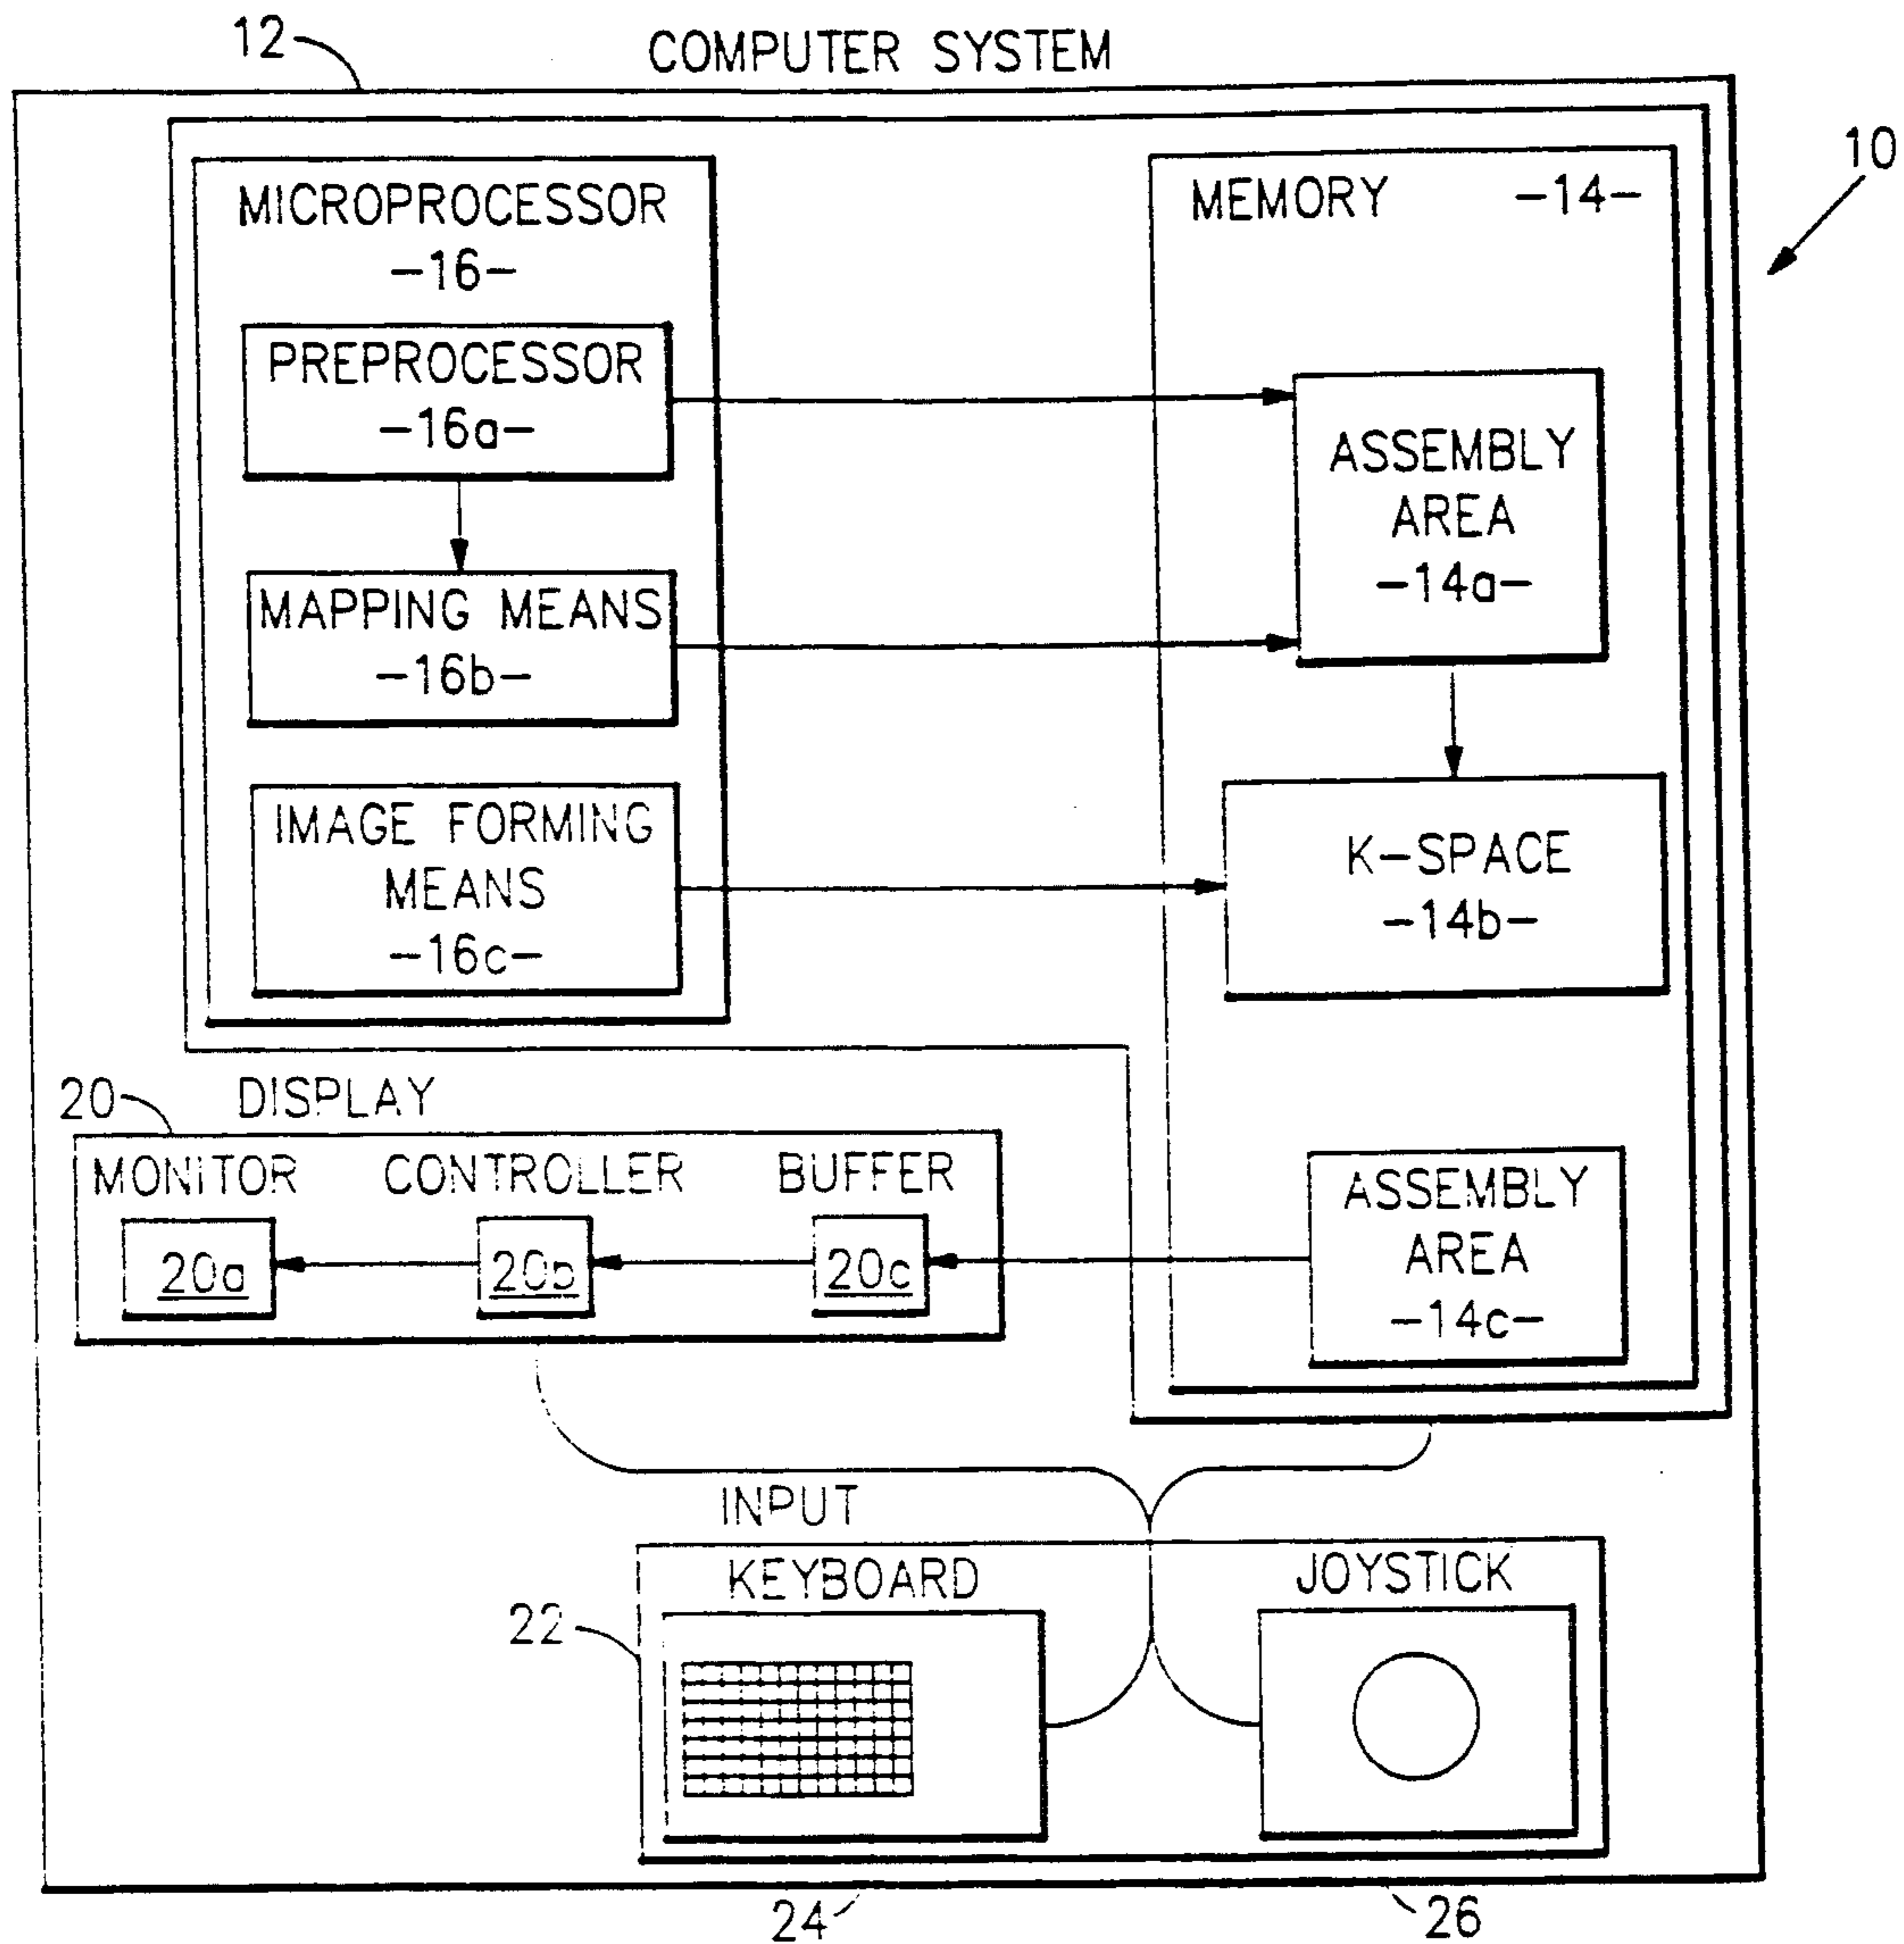 12
COMPUTER SYSTEM
10
MICROPROCESSOR
-16-
MEMORY -14-
PREPROCESSOR
-16a-
ASSEMBLY
AREA
-14a-
MAPPING MEANS
-16b-
IMAGE FORMING
MEANS
-16c-
K-SPACE
-14b-
20
DISPLAY
MONITOR
CONTROLLER
BUFFER
20a
20b
20c
ASSEMBLY
AREA
-14c-
INPUT
KEYBOARD
JOYSTICK
22
24
26